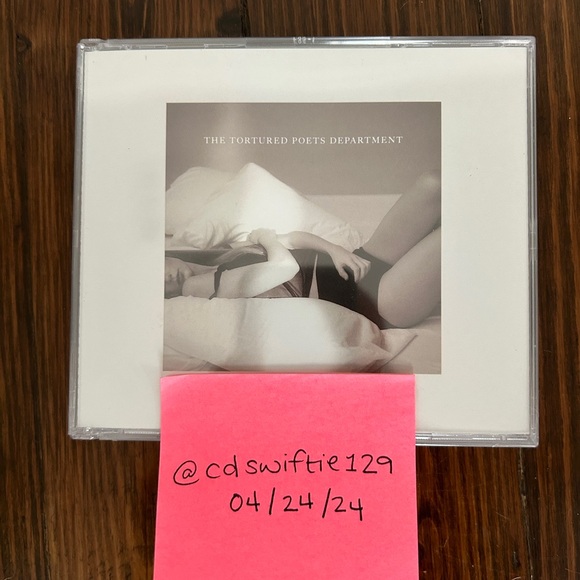 THE TORTURED POETS DEPARTMENT
@cdswiftie129
04/24/24